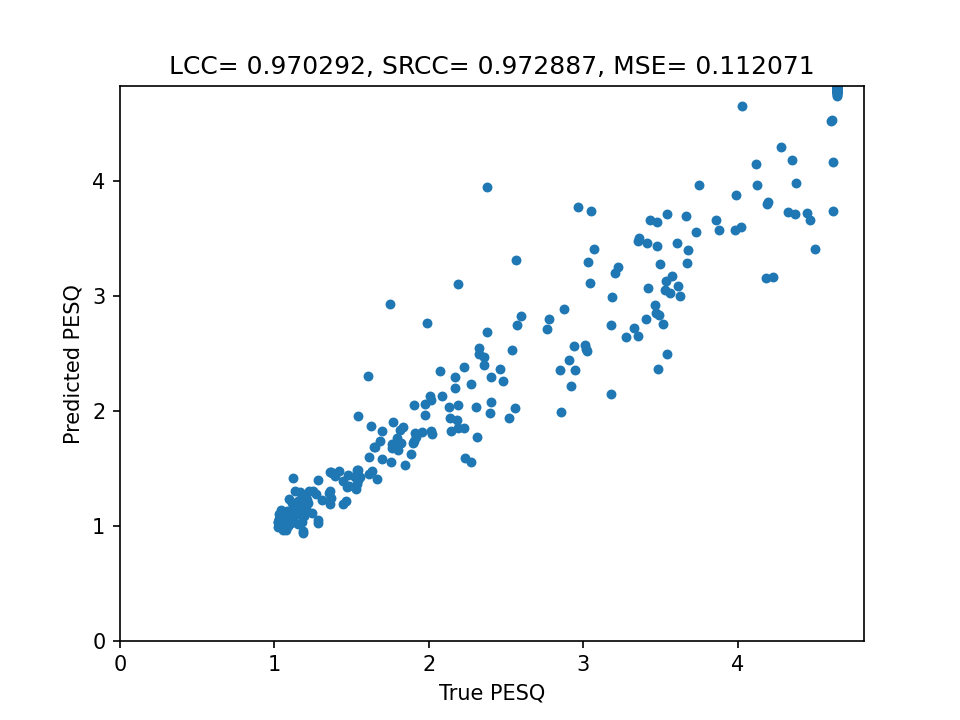 LCC= 0.970292, SRCC= 0.972887, MSE= 0.112071
4
3
2
1
0
Predicted PESQ
0 1 2 3 4
True PESQ